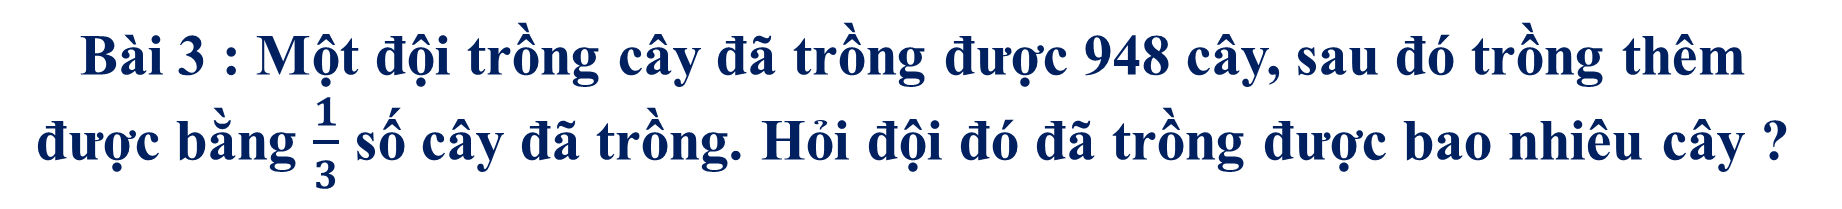 Bài 3 : Một đội trồng cây đã trồng được 948 cây, sau đó trồng thêm
được bằng 1/3 số cây đã trồng. Hỏi đội đó đã trồng được bao nhiêu cây ?